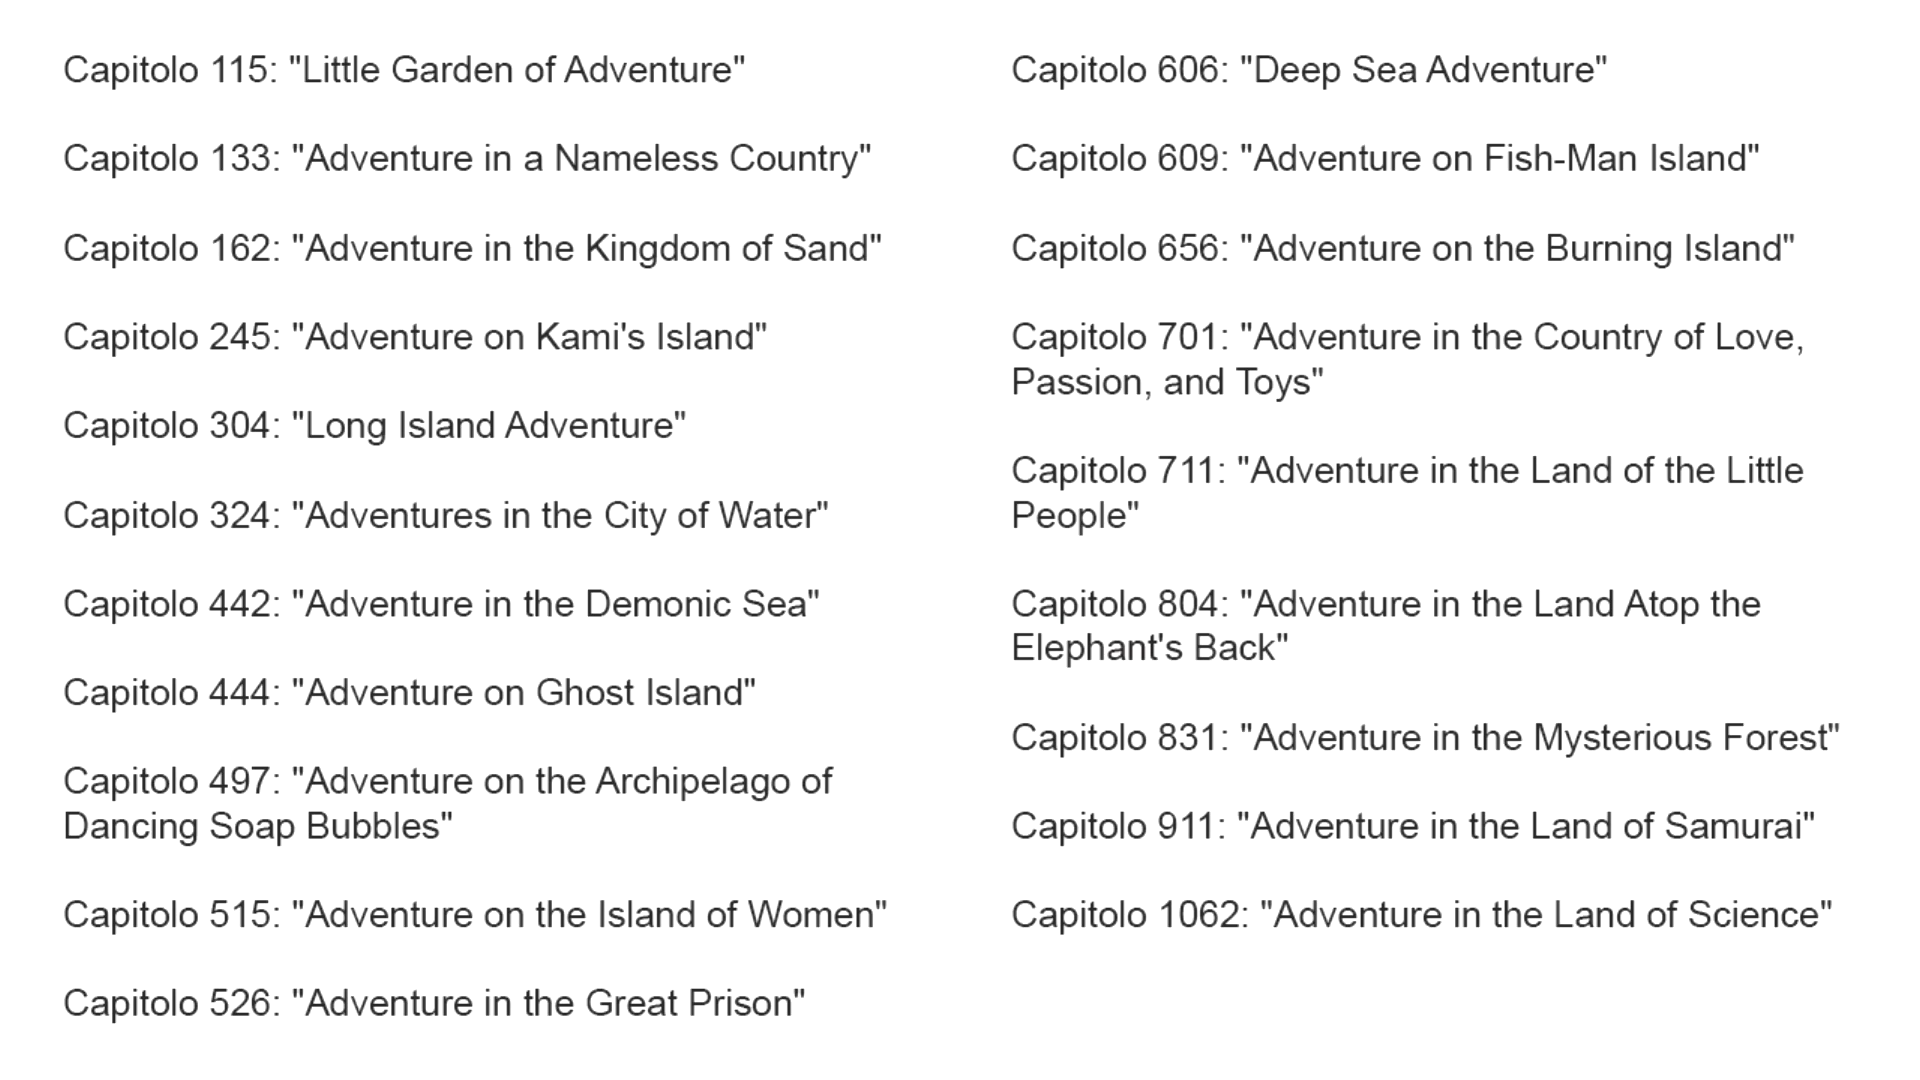 Capitolo 115: "Little Garden of Adventure"
Capitolo 133: "Adventure in a Nameless Country"
Capitolo 162: "Adventure in the Kingdom of Sand"
Capitolo 245: "Adventure on Kami's Island"
Capitolo 304: "Long Island Adventure"
Capitolo 324: "Adventures in the City of Water"
Capitolo 442: "Adventure in the Demonic Sea"
Capitolo 444: "Adventure on Ghost Island"
Capitolo 497: "Adventure on the Archipelago of
Dancing Soap Bubbles"
Capitolo 515: "Adventure on the Island of Women"
Capitolo 526: "Adventure in the Great Prison"
Capitolo 606: "Deep Sea Adventure"
Capitolo 609: "Adventure on Fish-Man Island"
Capitolo 656: "Adventure on the Burning Island"
Capitolo 701: "Adventure in the Country of Love,
Passion, and Toys"
Capitolo 711: "Adventure in the Land of the Little
People"
Capitolo 804: "Adventure in the Land Atop the
Elephant's Back"
Capitolo 831: "Adventure in the Mysterious Forest"
Capitolo 911: "Adventure in the Land of Samurai"
Capitolo 1062: "Adventure in the Land of Science"